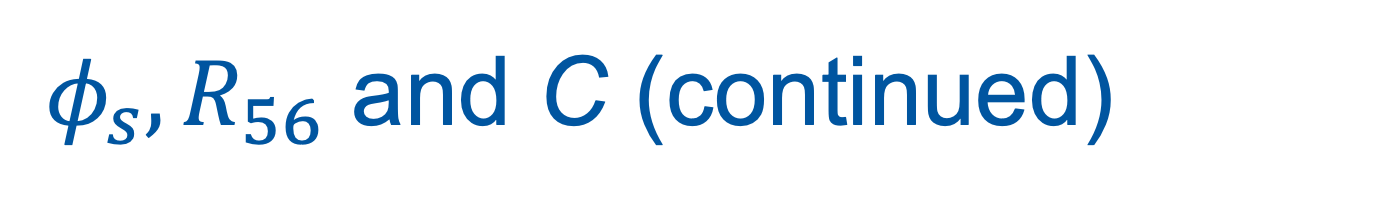 𝜙ₛ, 𝑅₅₆ and C (continued)